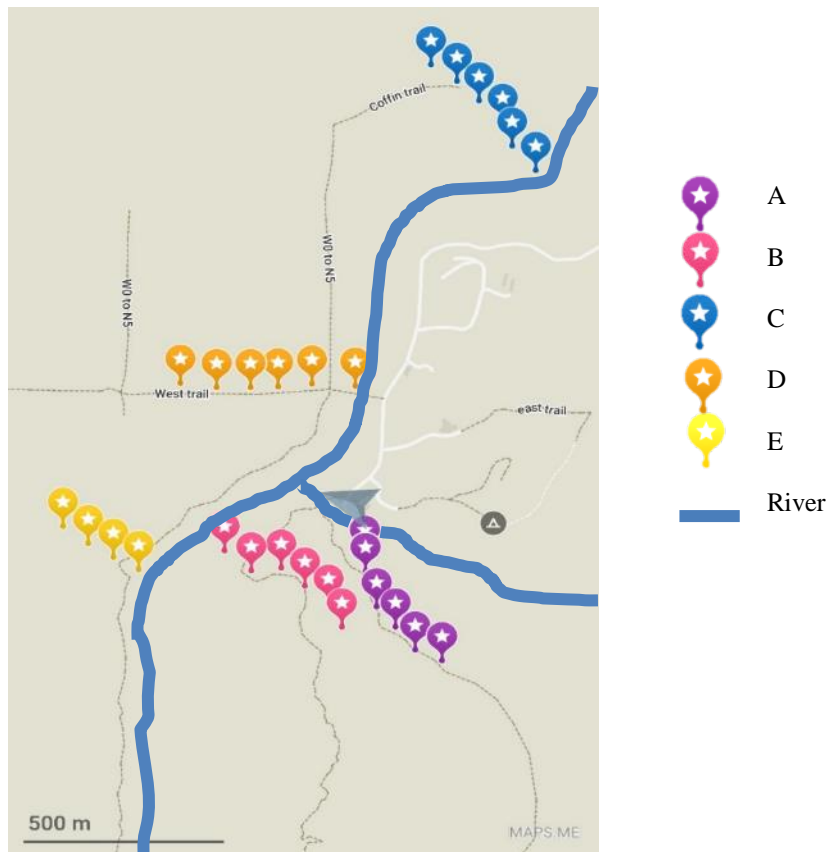 Coffin trail
W0 to N5
W0 to N5
West trail
east trail
500 m
MAPS.ME
A
B
C
D
E
River